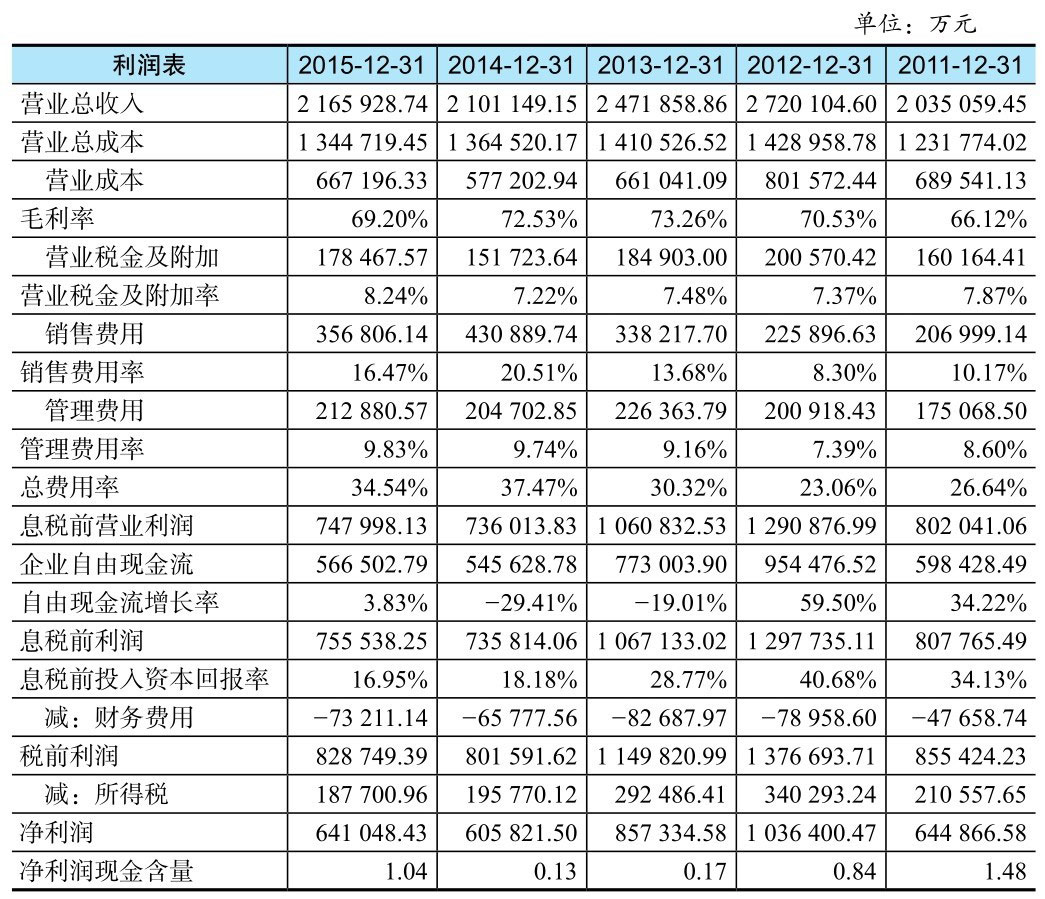 单位：万元
利润表 2015-12-31 2014-12-31 2013-12-31 2012-12-31 2011-12-31
营业总收入 2 165 928.74 2 101 149.15 2 471 858.86 2 720 104.60 2 035 059.45
营业总成本 1 344 719.45 1 364 520.17 1 410 526.52 1 428 958.78 1 231 774.02
营业成本 667 196.33 577 202.94 661 041.09 801 572.44 689 541.13
毛利率 69.20% 72.53% 73.26% 70.53% 66.12%
营业税金及附加 178 467.57 151 723.64 184 903.00 200 570.42 160 164.41
营业税金及附加率 8.24% 7.22% 7.48% 7.37% 7.87%
销售费用 356 806.14 430 889.74 338 217.70 225 896.63 206 999.14
销售费用率 16.47% 20.51% 13.68% 8.30% 10.17%
管理费用 212 880.57 204 702.85 226 363.79 200 918.43 175 068.50
管理费用率 9.83% 9.74% 9.16% 7.39% 8.60%
总费用率 34.54% 37.47% 30.32% 23.06% 26.64%
息税前营业利润 747 998.13 736 013.83 1 060 832.53 1 290 876.99 802 041.06
企业自由现金流 566 502.79 545 628.78 773 003.90 954 476.52 598 428.49
自由现金流增长率 3.83% −29.41% −19.01% 59.50% 34.22%
息税前利润 755 538.25 735 814.06 1 067 133.02 1 297 735.11 807 765.49
息税前投入资本回报率 16.95% 18.18% 28.77% 40.68% 34.13%
减：财务费用 −73 211.14 −65 777.56 −82 687.97 −78 958.60 −47 658.74
税前利润 828 749.39 801 591.62 1 149 820.99 1 376 693.71 855 424.23
减：所得税 187 700.96 195 770.12 292 486.41 340 293.24 210 557.65
净利润 641 048.43 605 821.50 857 334.58 1 036 400.47 644 866.58
净利润现金含量 1.04 0.13 0.17 0.84 1.48